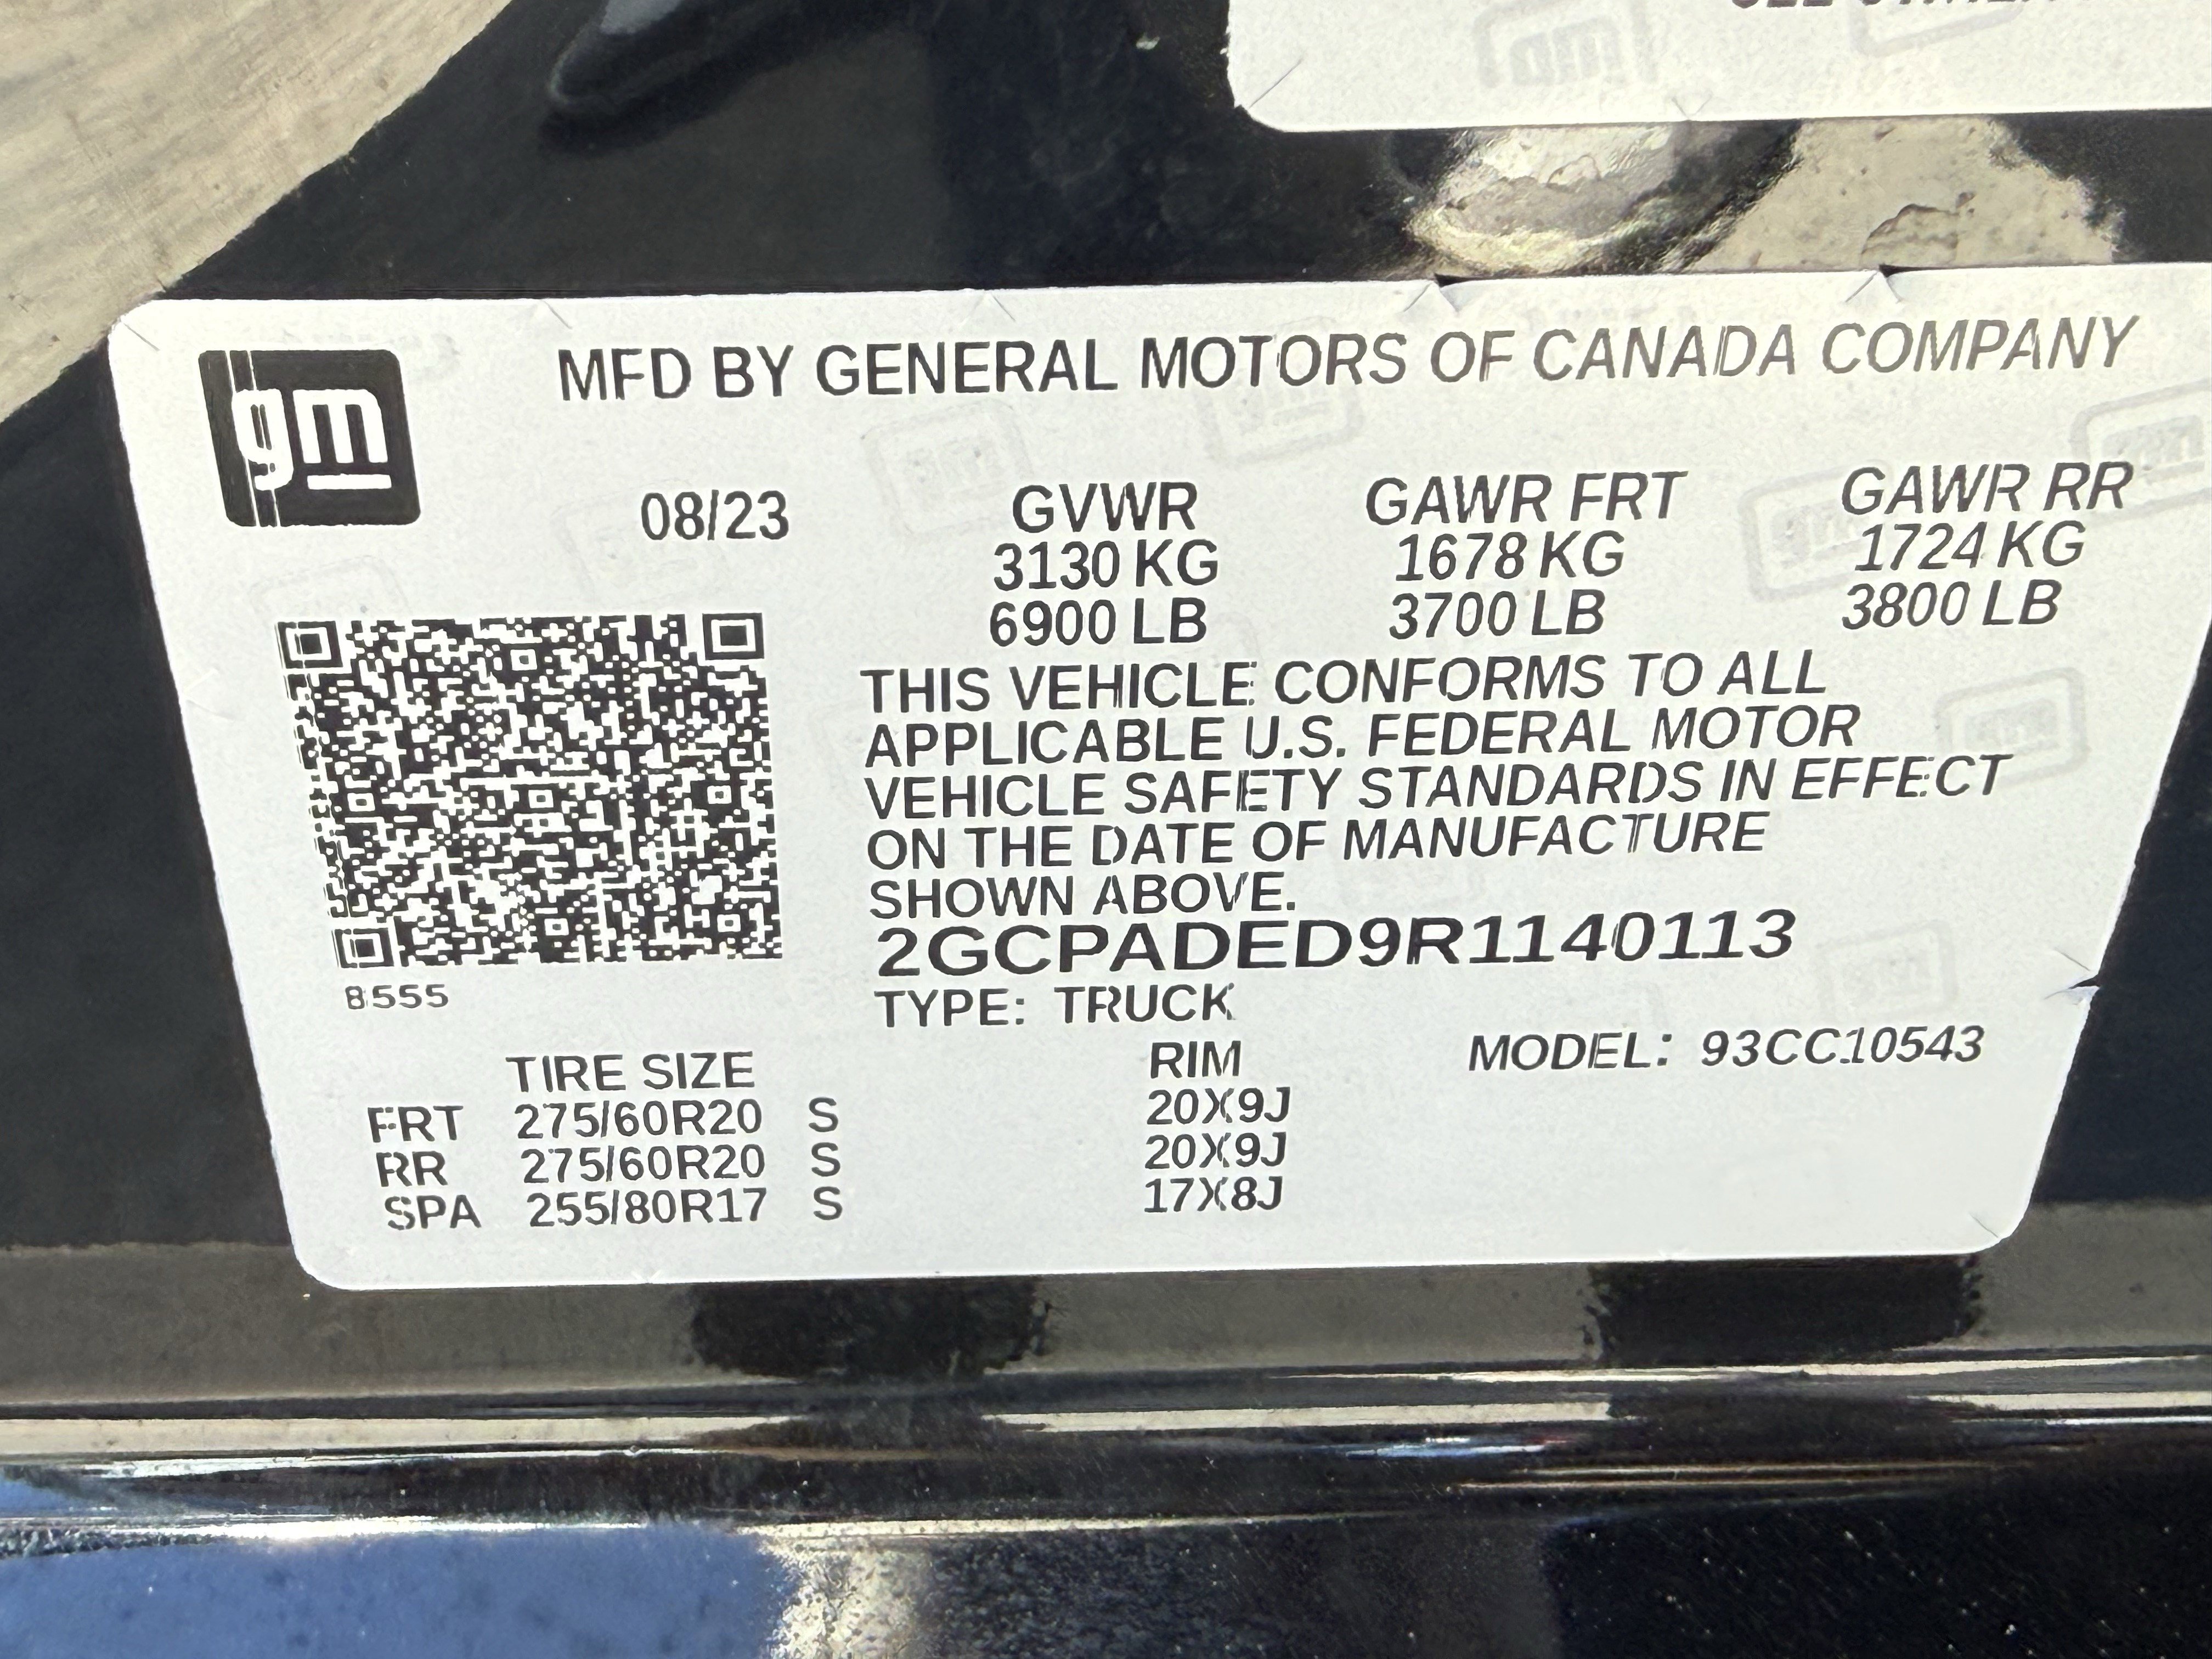 gm
MFD BY GENERAL MOTORS OF CANADA COMPANY
08/23 GVWR GAWR FRT GAWR RR
3130 KG 1678 KG 1724 KG
6900 LB 3700 LB 3800 LB
THIS VEHICLE CONFORMS TO ALL
APPLICABLE U.S. FEDERAL MOTOR
VEHICLE SAFETY STANDARDS IN EFFECT
ON THE DATE OF MANUFACTURE
SHOWN ABOVE.
2GCPADED9R1140113
8555
TYPE: TRUCK
TIRE SIZE RIM MODEL: 93CC10543
FRT 275/60R20 S 20X9J
RR 275/60R20 S 20X9J
SPA 255/80R17 S 17X8J